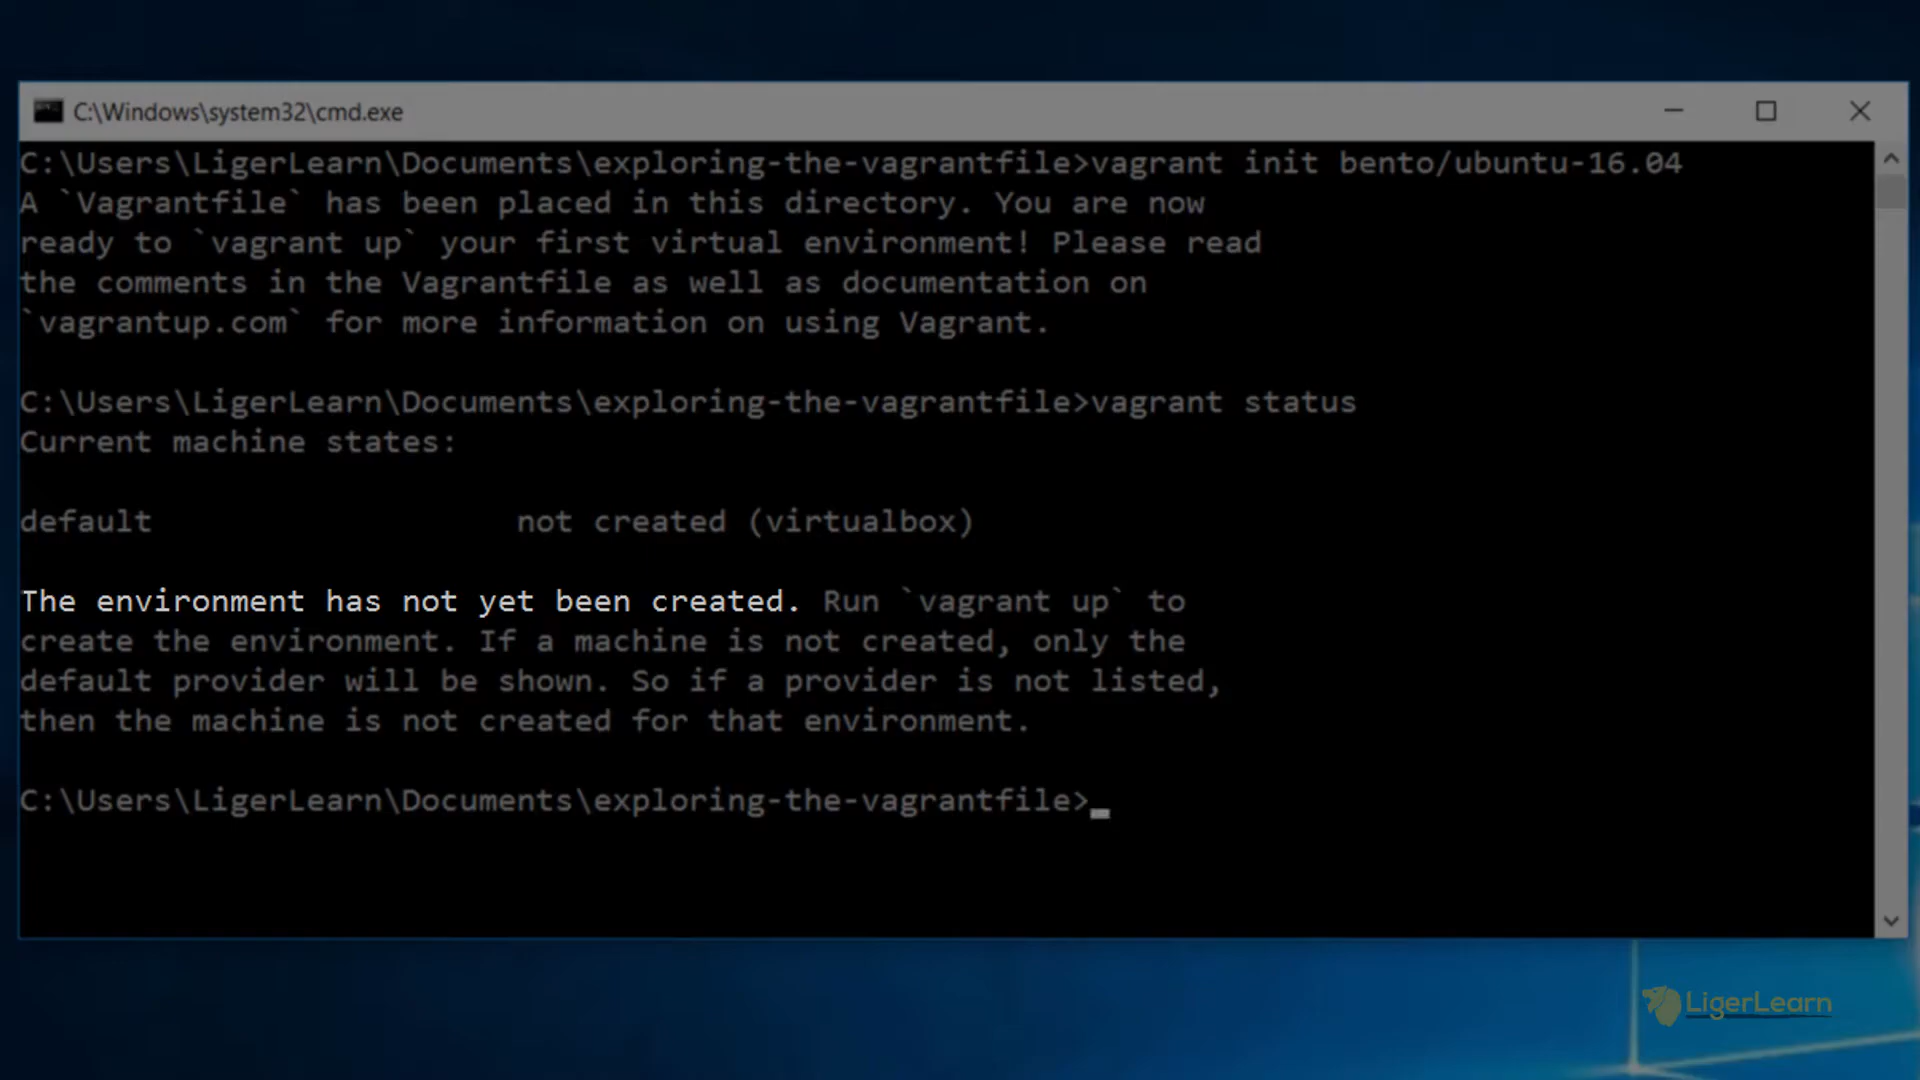 C:\Windows\system32\cmd.exe
C:\Users\LigerLearn\Documents\exploring-the-vagrantfile>vagrant init bento/ubuntu-16.04
A `Vagrantfile` has been placed in this directory. You are now
ready to `vagrant up` your first virtual environment! Please read
the comments in the Vagrantfile as well as documentation on
`vagrantup.com` for more information on using Vagrant.
C:\Users\LigerLearn\Documents\exploring-the-vagrantfile>vagrant status
Current machine states:
default                   not created (virtualbox)
The environment has not yet been created. Run `vagrant up` to
create the environment. If a machine is not created, only the
default provider will be shown. So if a provider is not listed,
then the machine is not created for that environment.
C:\Users\LigerLearn\Documents\exploring-the-vagrantfile>
LigerLearn